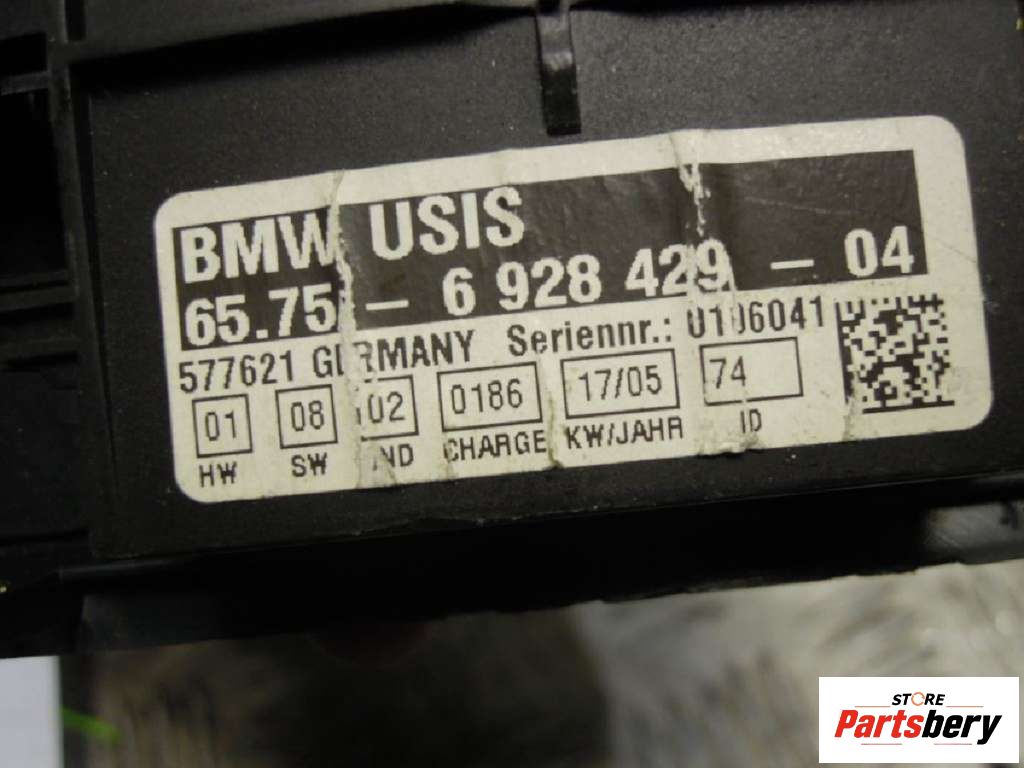 BMW USIS
65.75 - 6 928 429 - 04
577621 GERMANY Seriennr.: 0106041
01 08 02 0186 17/05 74
HW SW CHARGE KW/JAHR ID
STORE
Partsbery